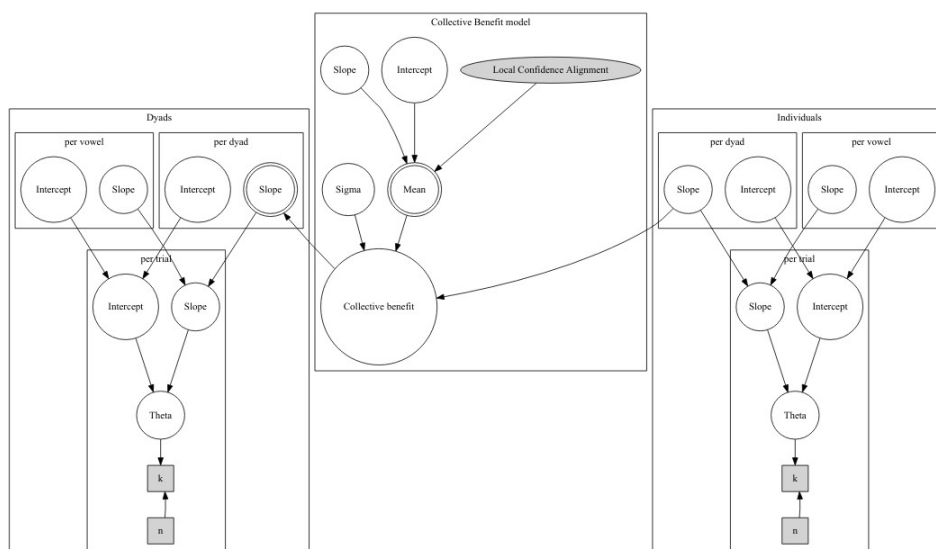 Collective Benefit model
Slope
Intercept
Local Confidence Alignment
Sigma
Mean
Collective benefit
Dyads
per vowel
Intercept
Slope
per dyad
Intercept
Slope
per trial
Intercept
Slope
Theta
k
n
Individuals
per dyad
Slope
Intercept
per vowel
Slope
Intercept
per trial
Slope
Intercept
Theta
k
n